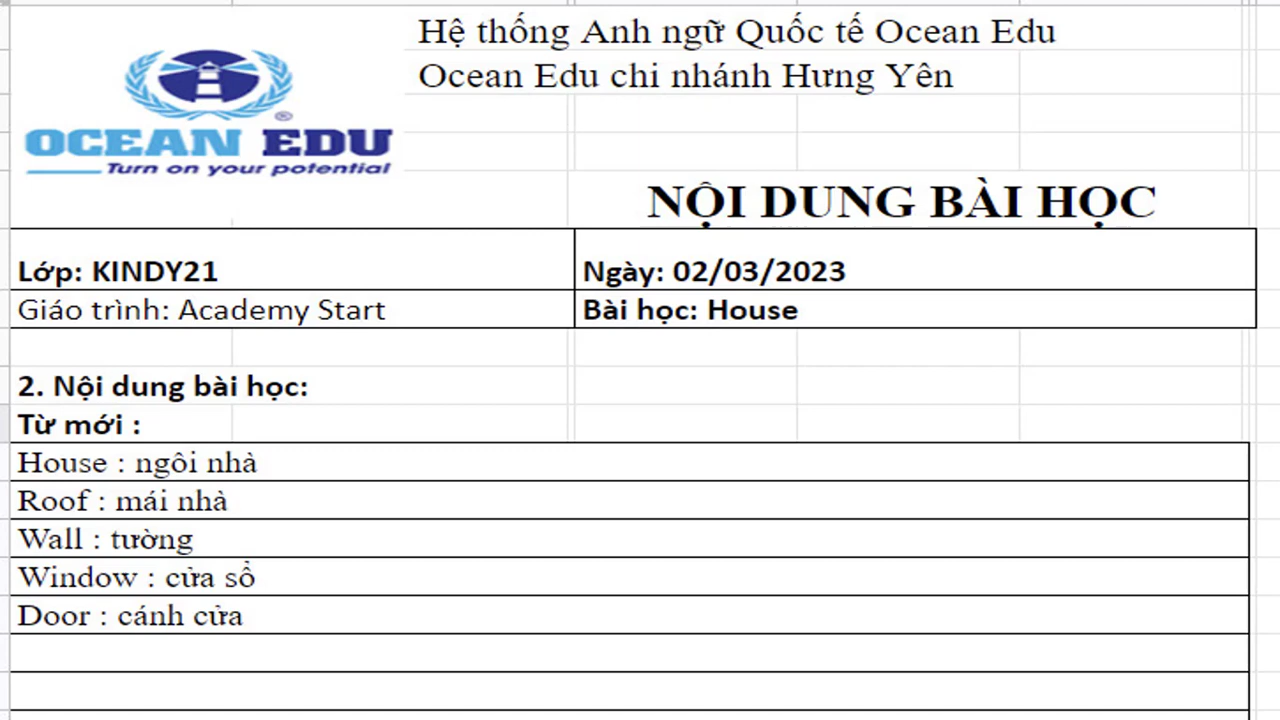 Hệ thống Anh ngữ Quốc tế Ocean Edu
Ocean Edu chi nhánh Hưng Yên
®
OCEAN EDU
Turn on your potential
NỘI DUNG BÀI HỌC
Lớp: KINDY21
Ngày: 02/03/2023
Giáo trình: Academy Start
Bài học: House
2. Nội dung bài học:
Từ mới :
House : ngôi nhà
Roof : mái nhà
Wall : tường
Window : cửa sổ
Door : cánh cửa